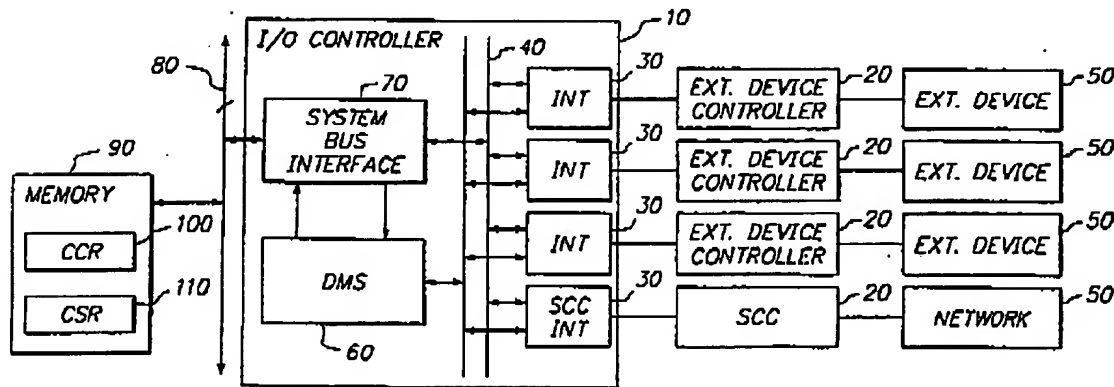 10
I/O CONTROLLER
80
40
30
20
50
70
INT
EXT. DEVICE
CONTROLLER
EXT. DEVICE
SYSTEM
BUS
INTERFACE
30
20
50
INT
EXT. DEVICE
CONTROLLER
EXT. DEVICE
90
MEMORY
30
20
50
100
CCR
INT
EXT. DEVICE
CONTROLLER
EXT. DEVICE
DMS
110
CSR
30
20
50
SCC
INT
SCC
NETWORK
60